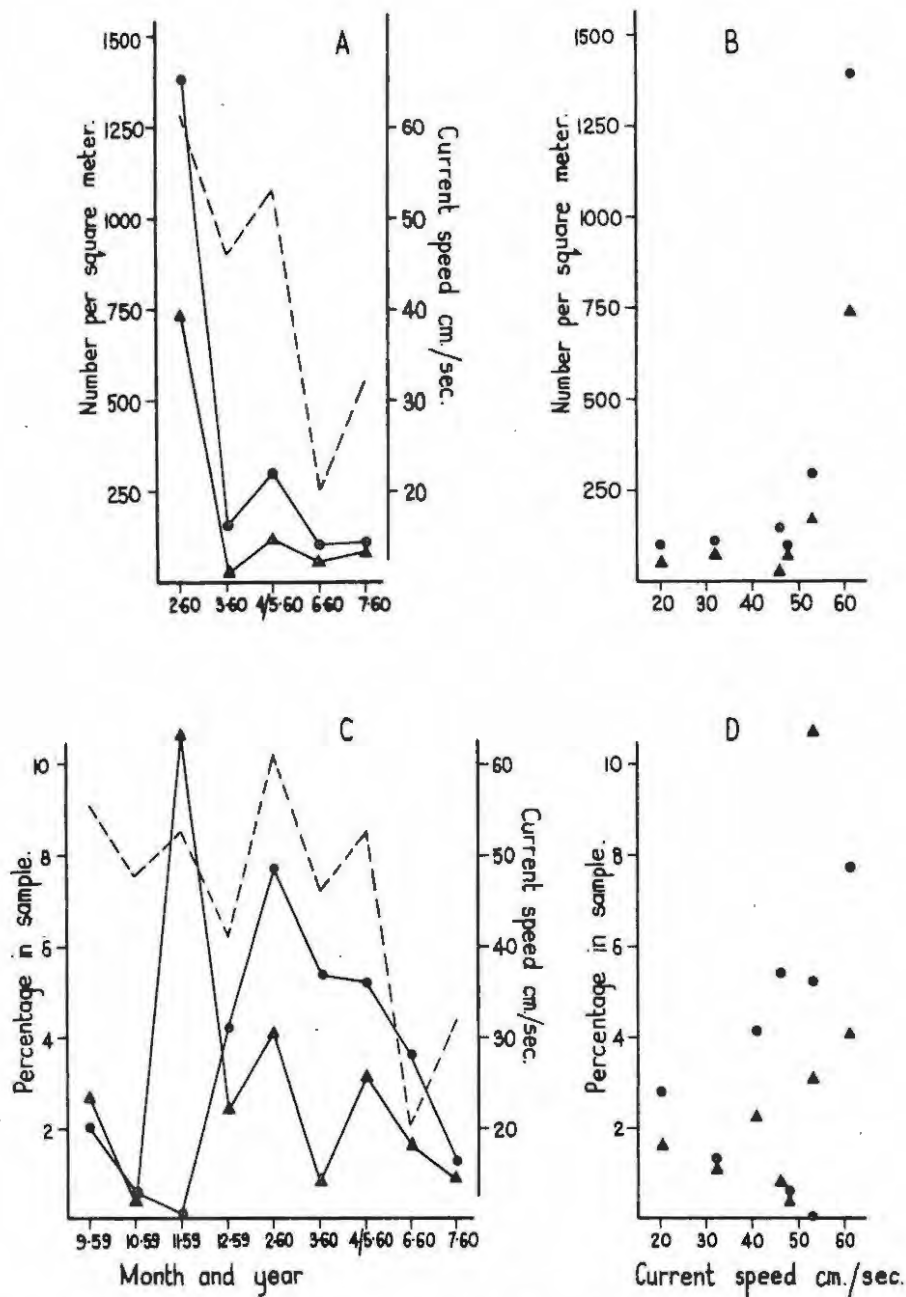 A
1500
1250
1000
750
500
250
Number per square meter.
60
50
40
30
20
Current speed cm./sec.
2·60 3·60 4/5·60 6·60 7·60
B
1500
1250
1000
750
500
250
Number per square meter.
20 30 40 50 60
C
10
8
6
4
2
Percentage in sample.
60
50
40
30
20
Current speed cm./sec.
9·59 10·59 11·59 12·59 2·60 3·60 4/5·60 6·60 7·60
Month and year
D
10
8
6
4
2
Percentage in sample.
20 30 40 50 60
Current speed cm./sec.